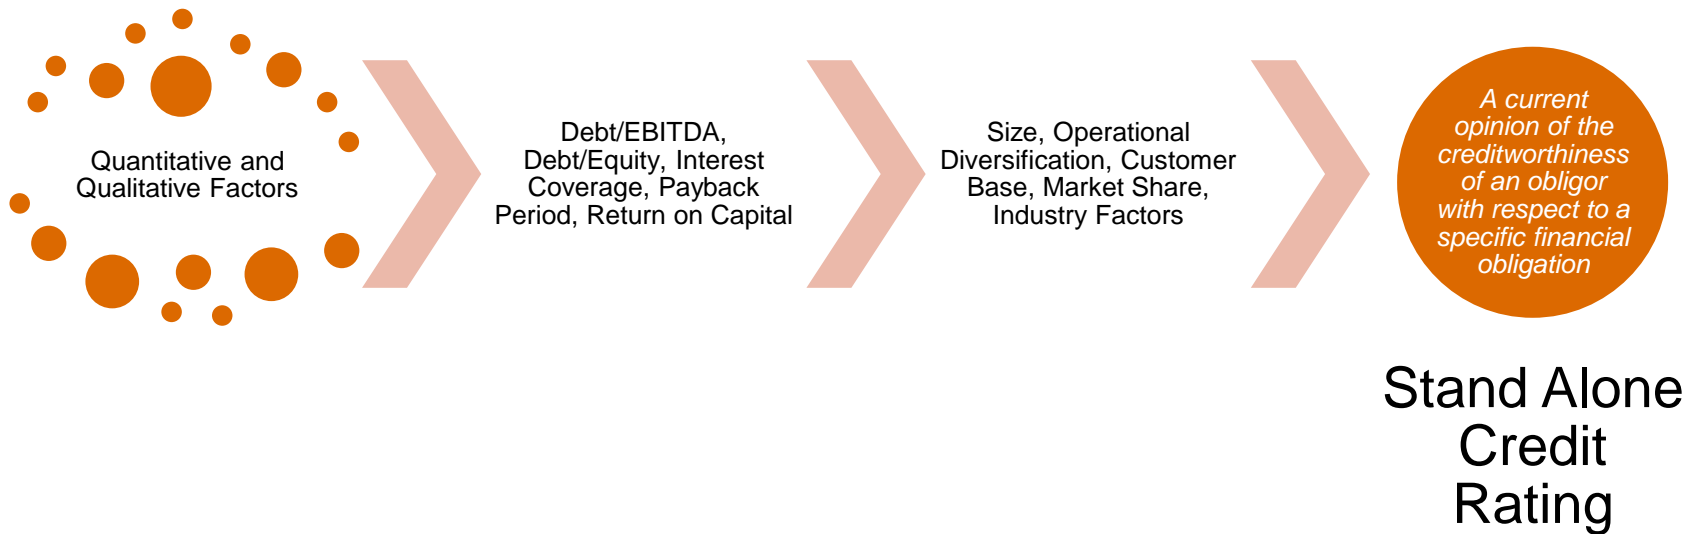 Quantitative and
Qualitative Factors
Debt/EBITDA,
Debt/Equity, Interest
Coverage, Payback
Period, Return on Capital
Size, Operational
Diversification, Customer
Base, Market Share,
Industry Factors
A current
opinion of the
creditworthiness
of an obligor
with respect to a
specific financial
obligation
Stand Alone
Credit
Rating